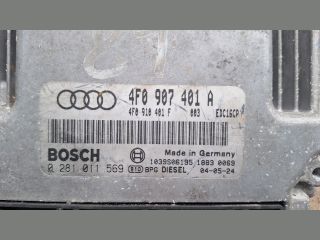 4F0 907 401 A
4F0 910 401 F 003 EDC16CP
Made in Germany
BOSCH 1039S06195 1883 0069
0 281 011 569 BPG DIESEL 04-05-24